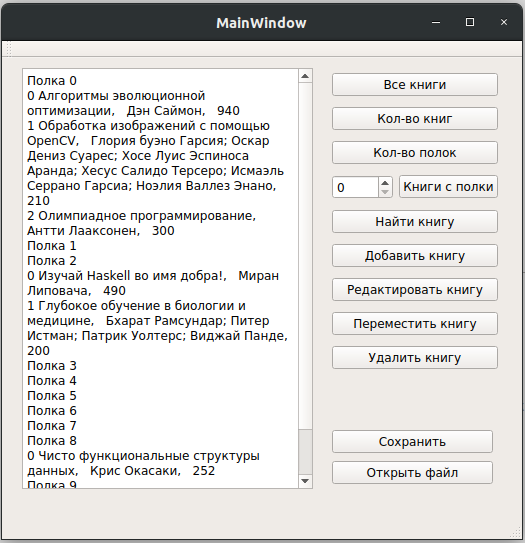 MainWindow
Полка 0
0 Алгоритмы эволюционной
оптимизации,   Дэн Саймон,   940
1 Обработка изображений с помощью
OpenCV,   Глория буэно Гарсия; Оскар
Дениз Суарес; Хосе Луис Эспиноса
Аранда; Хесус Салидо Терсеро; Исмаэль
Серрано Гарсиа; Ноэлия Валлез Энано,
210
2 Олимпиадное программирование,
Антти Лааксонен,   300
Полка 1
Полка 2
0 Изучай Haskell во имя добра!,   Миран
Липовача,   490
1 Глубокое обучение в биологии и
медицине,   Бхарат Рамсундар; Питер
Истман; Патрик Уолтерс; Виджай Панде,
200
Полка 3
Полка 4
Полка 5
Полка 6
Полка 7
Полка 8
0 Чисто функциональные структуры
данных,   Крис Окасаки,   252
Полка 9
Все книги
Кол-во книг
Кол-во полок
0 Книги с полки
Найти книгу
Добавить книгу
Редактировать книгу
Переместить книгу
Удалить книгу
Сохранить
Открыть файл